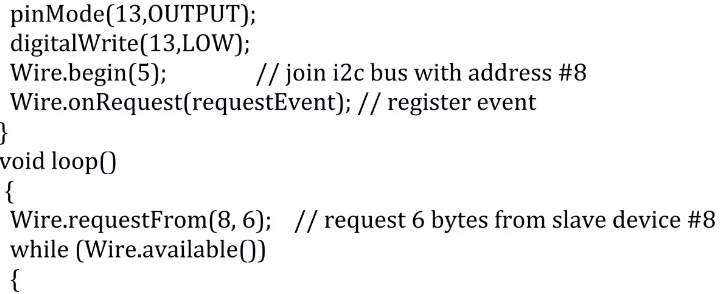 pinMode(13,OUTPUT);
digitalWrite(13,LOW);
Wire.begin(5); // join i2c bus with address #8
Wire.onRequest(requestEvent); // register event
}
void loop()
{
Wire.requestFrom(8, 6); // request 6 bytes from slave device #8
while (Wire.available())
{